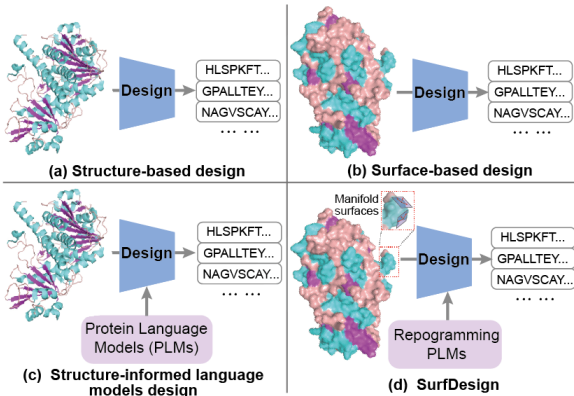 Design
HLSPKFT...
GPALLTEY...
NAGVSCAY...
... ...
(a) Structure-based design
Design
HLSPKFT...
GPALLTEY...
NAGVSCAY...
... ...
(b) Surface-based design
Design
HLSPKFT...
GPALLTEY...
NAGVSCAY...
... ...
Protein Language
Models (PLMs)
(c) Structure-informed language
models design
Manifold
surfaces
Design
HLSPKFT...
GPALLTEY...
NAGVSCAY...
... ...
Repogramming
PLMs
(d) SurfDesign